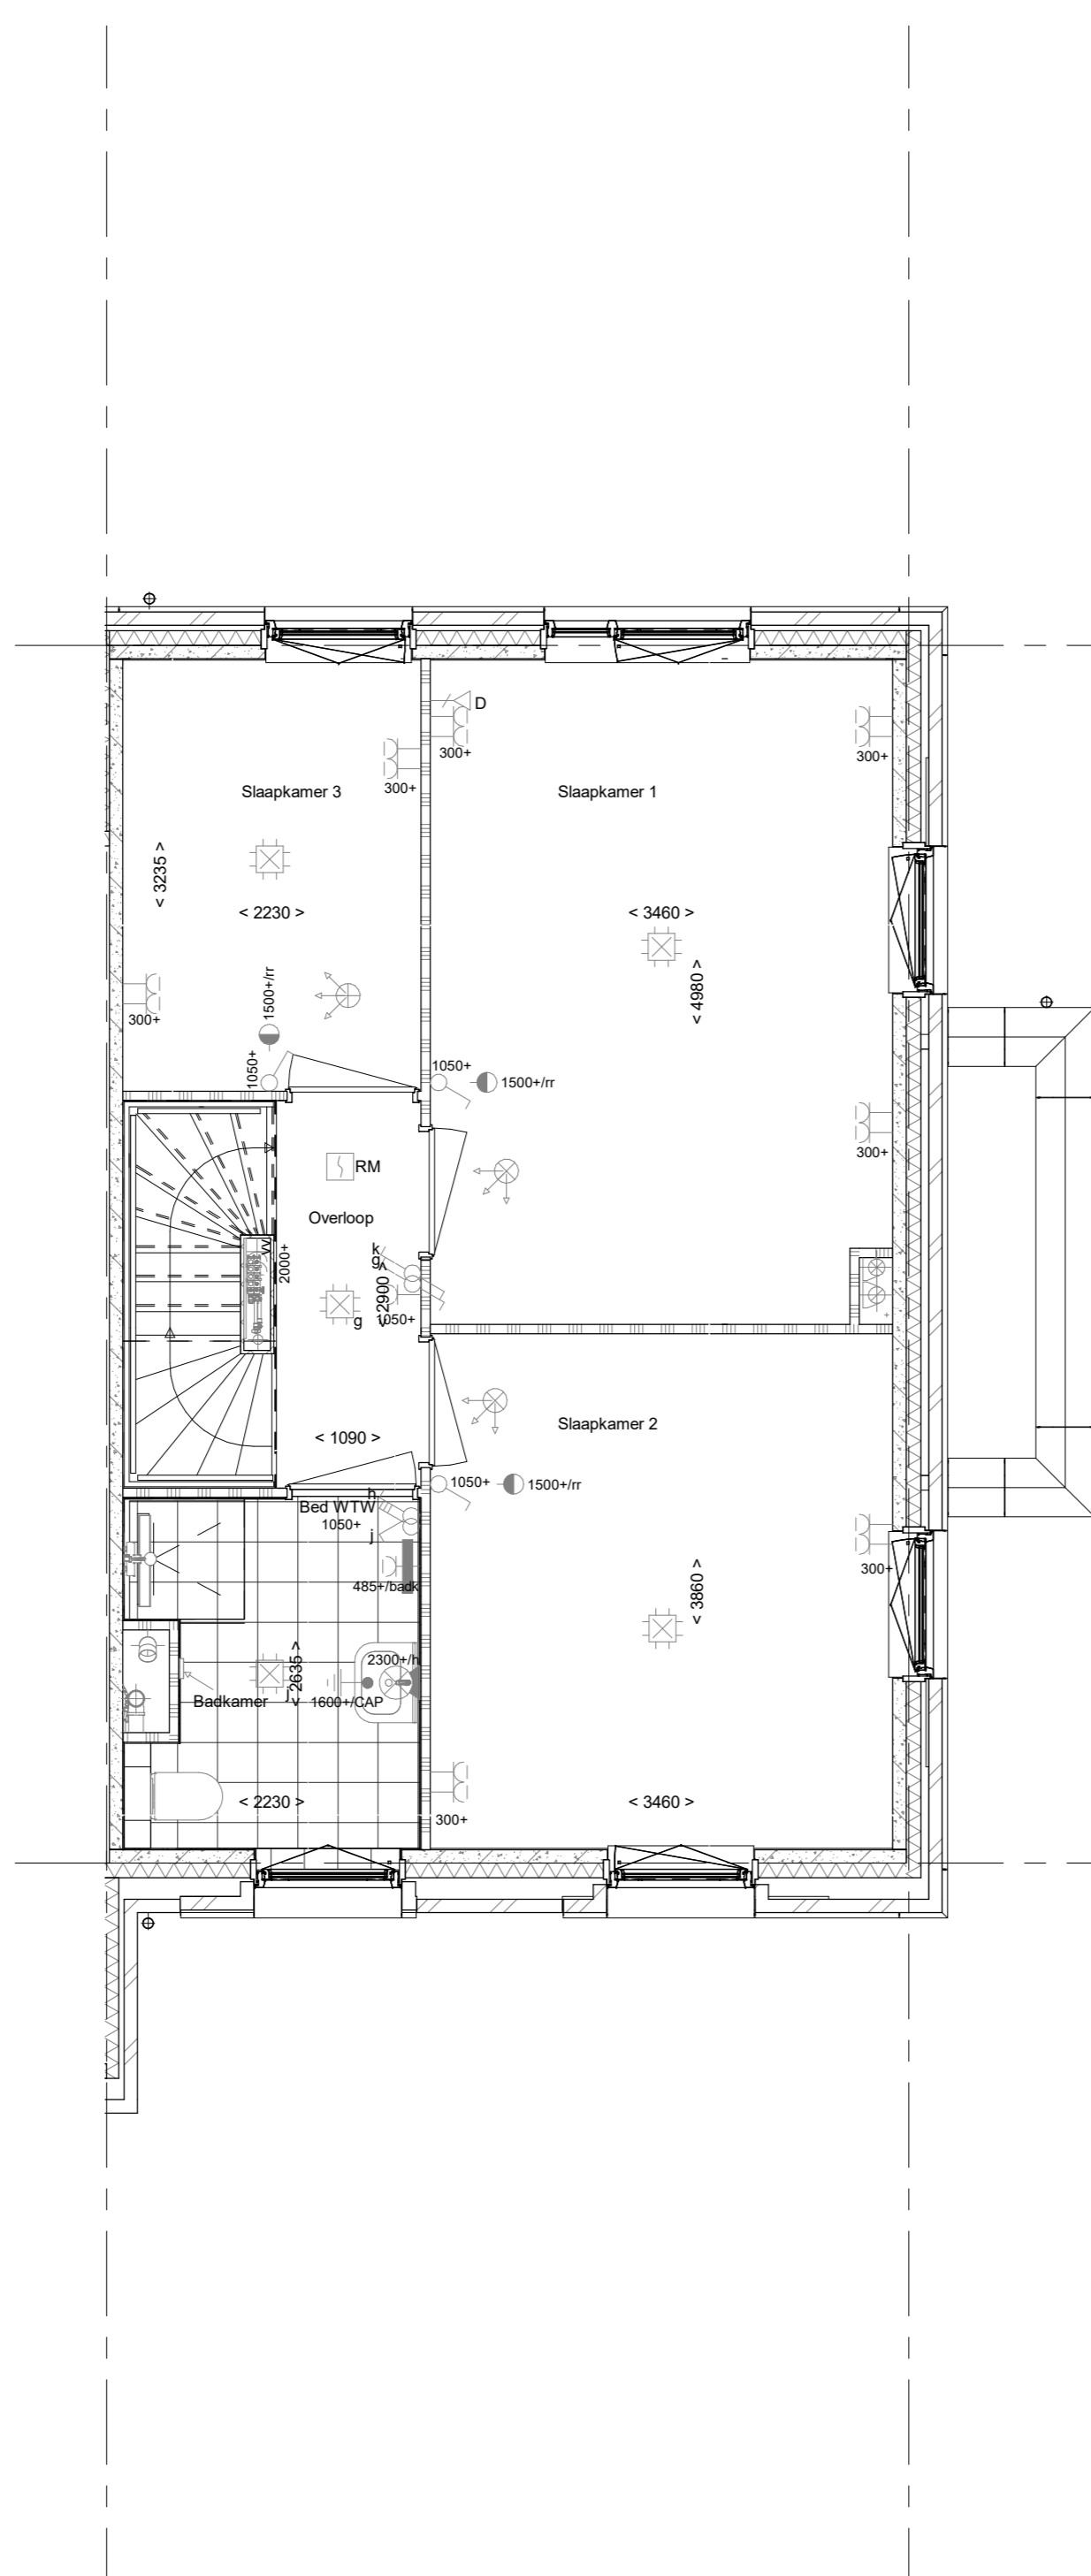 D
300+
300+
300+
Slaapkamer 3
Slaapkamer 1
< 3235 >
< 2230 >
< 3460 >
< 4980 >
300+
1500+/rr
1050+
1050+
1500+/rr
300+
RM
Overloop
k
g
2000+
< 2900 >
g
1050+
Slaapkamer 2
< 1090 >
1050+
1500+/rr
h
Bed WTW
1050+
j
485+/badk
300+
< 3860 >
2300+/h
< 2635 >
j
Badkamer
1600+/CAP
< 2230 >
< 3460 >
300+